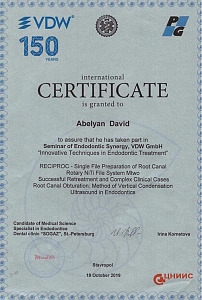 VDW®
150
YEARS
international
CERTIFICATE
is granted to
Abelyan David
to assure that he has taken part in
Seminar of Endodontic Synergy, VDW GmbH
"Innovative Techniques in Endodontic Treatment"
RECIPROC - Single File Preparation of Root Canal
Rotary NiTi File System Mtwo
Successful Retreatment and Complex Clinical Cases
Root Canal Obturation: Method of Vertical Condensation
Ultrasound in Endodontics
Candidate of Medical Science
Specialist in Endodontics
Dental clinic "SOGAZ", St.-Petersburg
Irina Kometova
Stavropol
19 October 2019
ЦНИИС